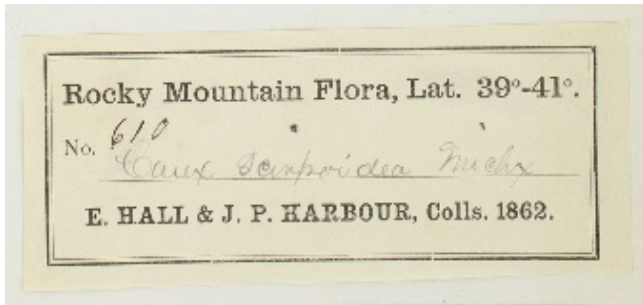 Rocky Mountain Flora, Lat. 39°-41°.
No. 610
Carex scirpoidea Michx
E. HALL & J. P. HARBOUR, Colls. 1862.